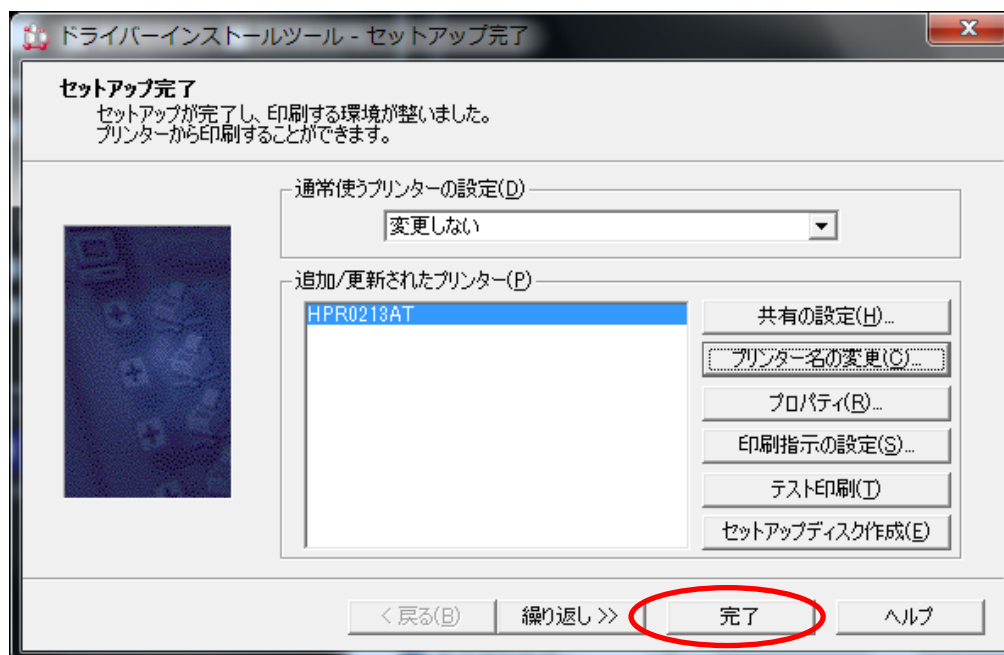 ドライバーインストールツール - セットアップ完了
セットアップ完了
セットアップが完了し、印刷する環境が整いました。
プリンターから印刷することができます。
通常使うプリンターの設定(D)
変更しない
追加/更新されたプリンター(P)
HPR0213AT
共有の設定(H)...
プリンター名の変更(C)...
プロパティ(R)...
印刷指示の設定(S)...
テスト印刷(T)
セットアップディスク作成(E)
< 戻る(B)
繰り返し >>
完了
ヘルプ